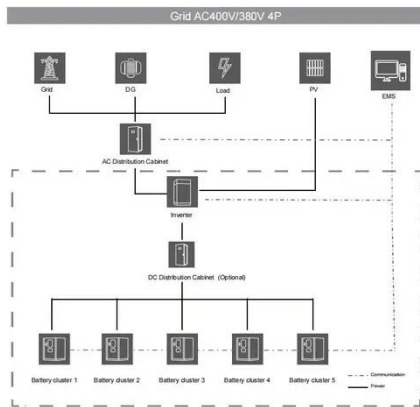 Grid AC400V/380V 4P
Grid
DG
Load
PV
EMS
AC Distribution Cabinet
Inverter
DC Distribution Cabinet (Optional)
Battery cluster 1
Battery cluster 2
Battery cluster 3
Battery cluster 4
Battery cluster 5
Communication
Power